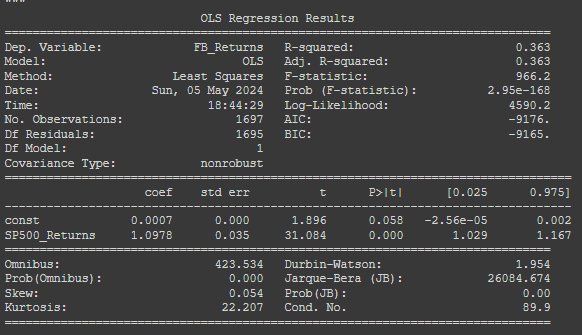 OLS Regression Results
==============================================================================
Dep. Variable: FB_Returns R-squared: 0.363
Model: OLS Adj. R-squared: 0.363
Method: Least Squares F-statistic: 966.2
Date: Sun, 05 May 2024 Prob (F-statistic): 2.95e-168
Time: 18:44:29 Log-Likelihood: 4590.2
No. Observations: 1697 AIC: -9176.
Df Residuals: 1695 BIC: -9165.
Df Model: 1
Covariance Type: nonrobust
==============================================================================
coef std err t P>|t| [0.025 0.975]
------------------------------------------------------------------------------
const 0.0007 0.000 1.896 0.058 -2.56e-05 0.002
SP500_Returns 1.0978 0.035 31.084 0.000 1.029 1.167
==============================================================================
Omnibus: 423.534 Durbin-Watson: 1.954
Prob(Omnibus): 0.000 Jarque-Bera (JB): 26084.674
Skew: 0.054 Prob(JB): 0.00
Kurtosis: 22.207 Cond. No. 89.9
==============================================================================